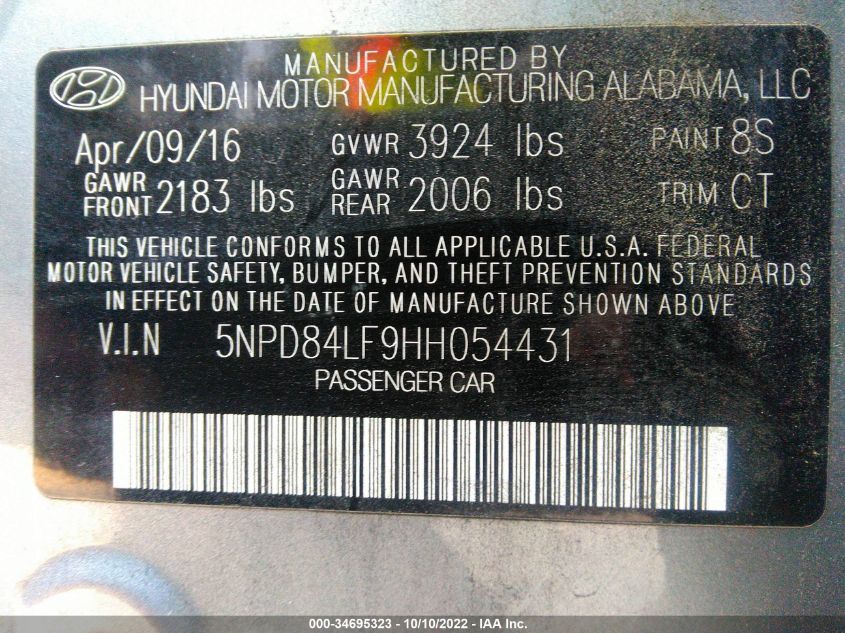 MANUFACTURED BY
HYUNDAI MOTOR MANUFACTURING ALABAMA, LLC
Apr/09/16 GVWR 3924 lbs PAINT 8S
GAWR FRONT 2183 lbs GAWR REAR 2006 lbs TRIM CT
THIS VEHICLE CONFORMS TO ALL APPLICABLE U.S.A. FEDERAL
MOTOR VEHICLE SAFETY, BUMPER, AND THEFT PREVENTION STANDARDS
IN EFFECT ON THE DATE OF MANUFACTURE SHOWN ABOVE
V.I.N 5NPD84LF9HH054431
PASSENGER CAR
000-34695323 - 10/10/2022 - IAA Inc.